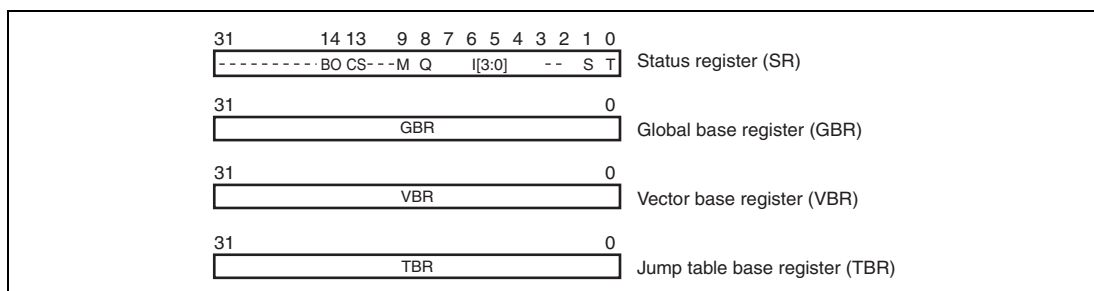 31 14 13 9 8 7 6 5 4 3 2 1 0
---------- BO CS---M Q I[3:0] -- S T Status register (SR)
31 0
GBR Global base register (GBR)
31 0
VBR Vector base register (VBR)
31 0
TBR Jump table base register (TBR)